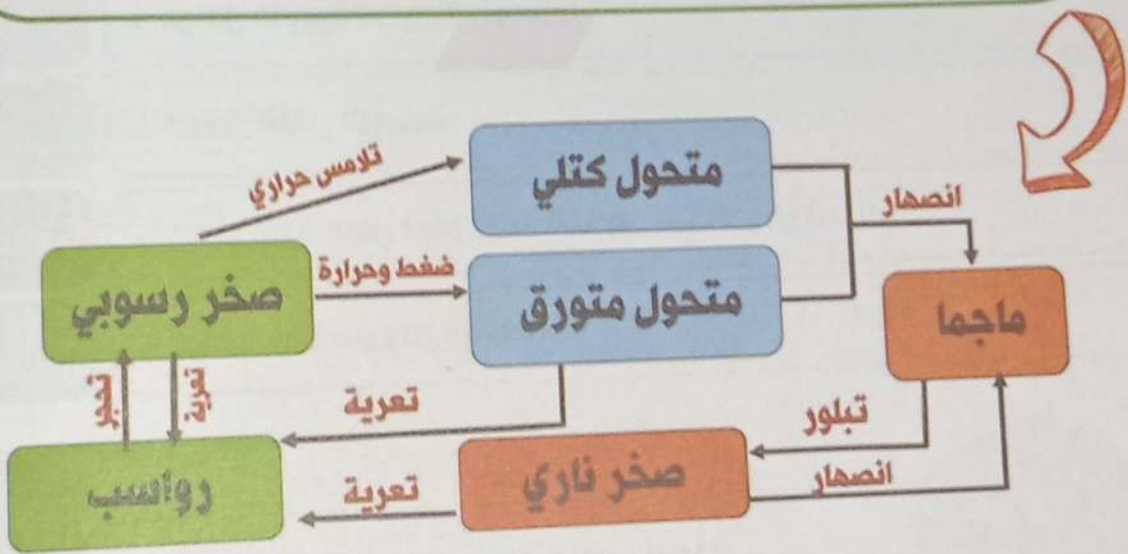 متحول كتلي
تلامس حراري
انصهار
صخر رسوبي
ضغط وحرارة
متحول متورق
ماجما
تحجر
تعرية
تعرية
تبلور
رواسب
تعرية
صخر ناري
انصهار